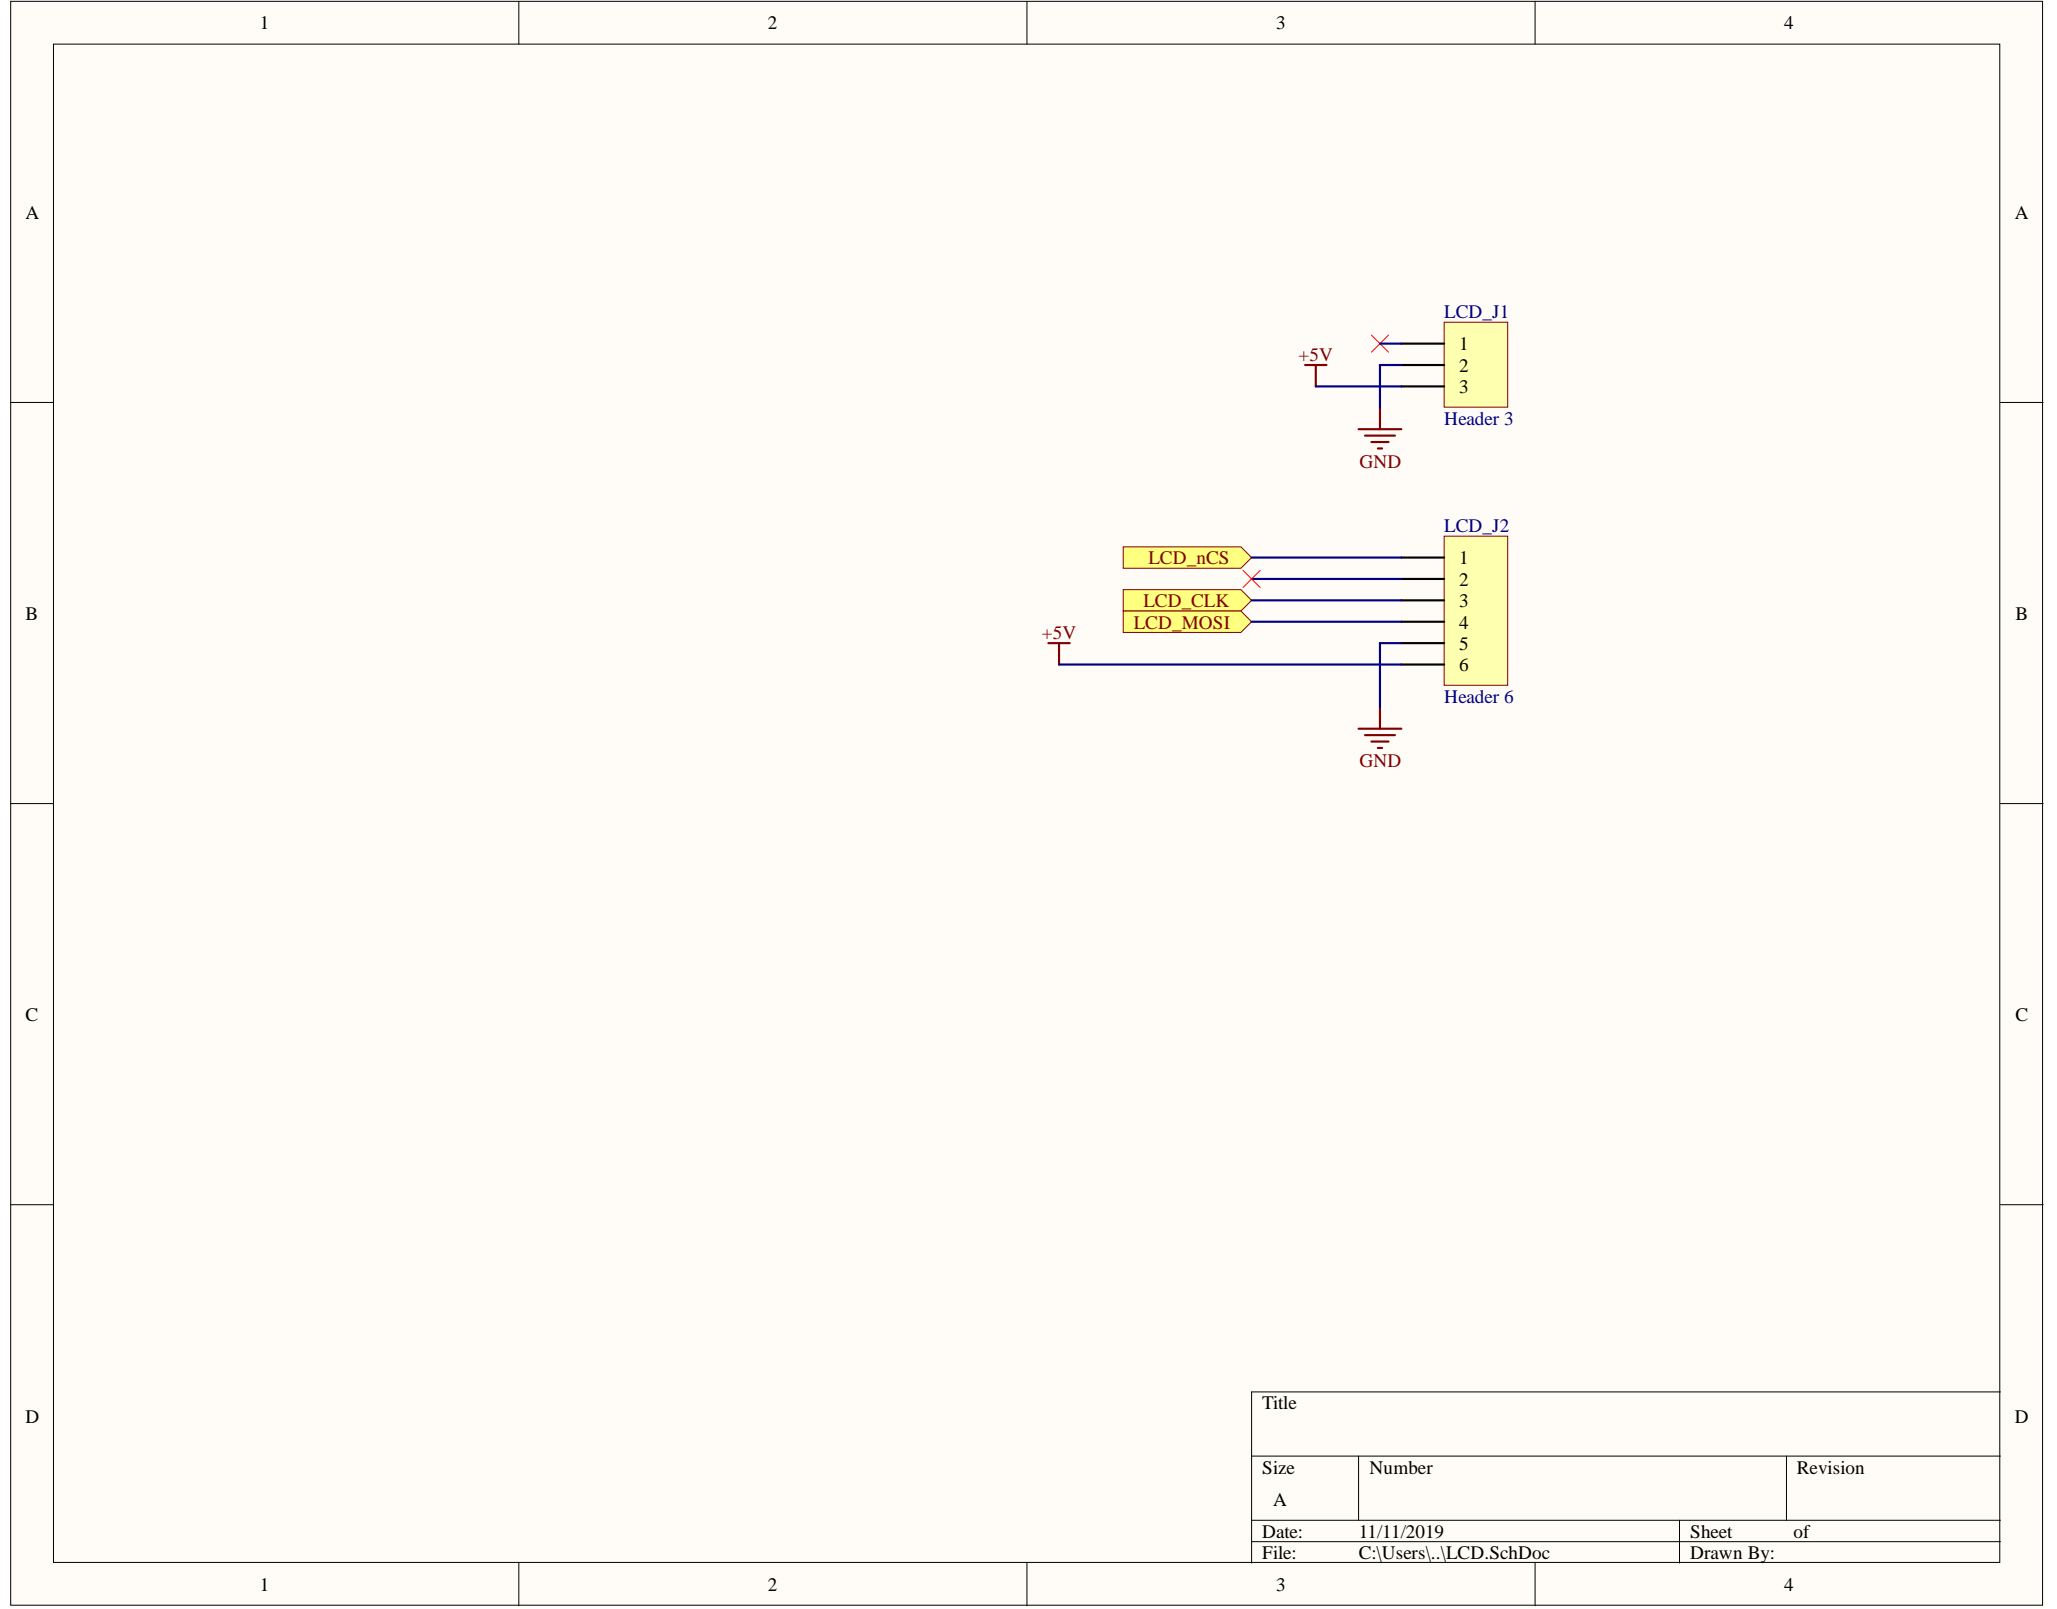 1 2 3 4
A A
LCD_J1
1
+5V
2
3
Header 3
GND
LCD_J2
LCD_nCS 1
2
B B
LCD_CLK 3
LCD_MOSI 4
+5V
5
6
Header 6
GND
C C
Title
D D
Size Number Revision
A
Date: 11/11/2019 Sheet of
File: C:\Users\..\LCD.SchDoc Drawn By:
1 2 3 4